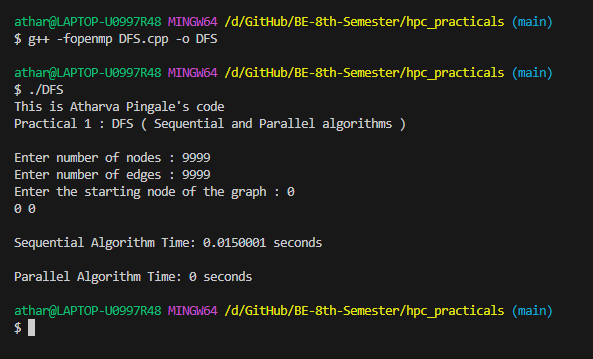 athar@LAPTOP-U0997R48 MINGW64 /d/GitHub/BE-8th-Semester/hpc_practicals (main)
$ g++ -fopenmp DFS.cpp -o DFS
athar@LAPTOP-U0997R48 MINGW64 /d/GitHub/BE-8th-Semester/hpc_practicals (main)
$ ./DFS
This is Atharva Pingale's code
Practical 1 : DFS ( Sequential and Parallel algorithms )
Enter number of nodes : 9999
Enter number of edges : 9999
Enter the starting node of the graph : 0
0 0
Sequential Algorithm Time: 0.0150001 seconds
Parallel Algorithm Time: 0 seconds
athar@LAPTOP-U0997R48 MINGW64 /d/GitHub/BE-8th-Semester/hpc_practicals (main)
$